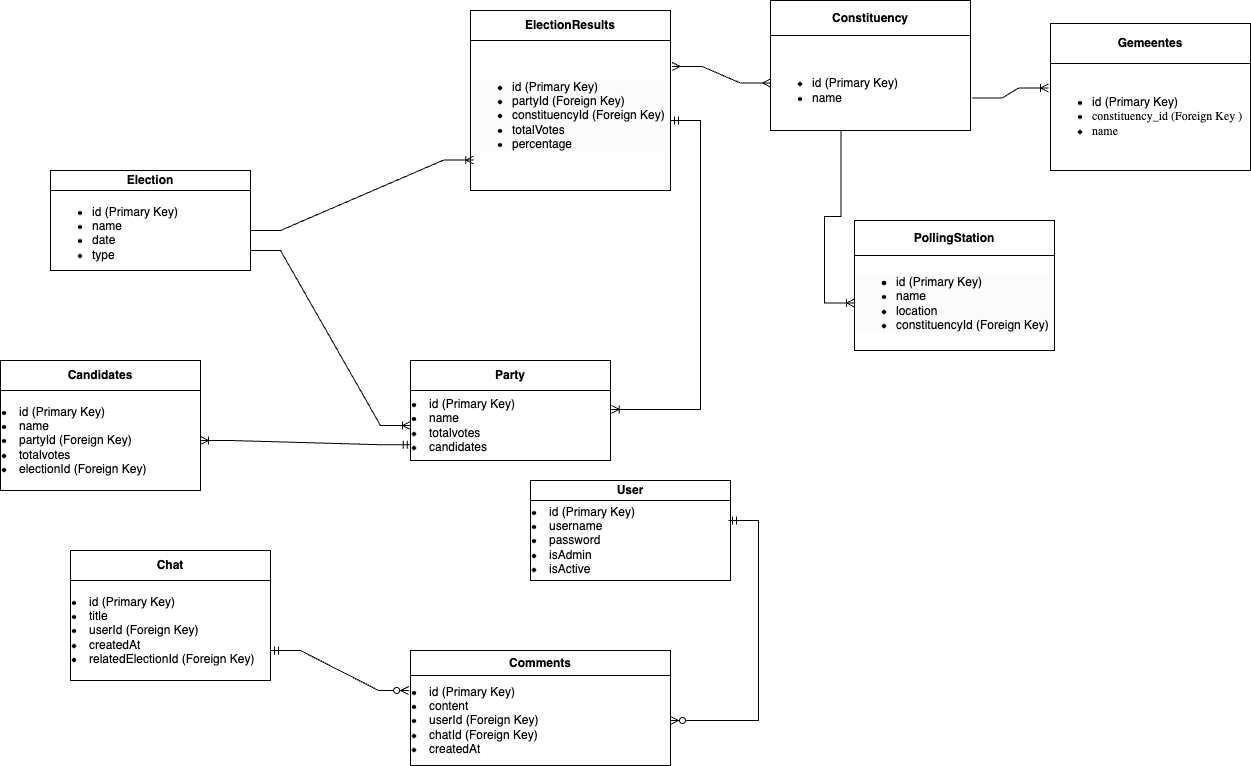 ElectionResults
id (Primary Key)
partyId (Foreign Key)
constituencyId (Foreign Key)
totalVotes
percentage
Constituency
id (Primary Key)
name
Gemeentes
id (Primary Key)
constituency_id (Foreign Key )
name
Election
id (Primary Key)
name
date
type
PollingStation
id (Primary Key)
name
location
constituencyId (Foreign Key)
Candidates
id (Primary Key)
name
partyId (Foreign Key)
totalvotes
electionId (Foreign Key)
Party
id (Primary Key)
name
totalvotes
candidates
User
id (Primary Key)
username
password
isAdmin
isActive
Chat
id (Primary Key)
title
userId (Foreign Key)
createdAt
relatedElectionId (Foreign Key)
Comments
id (Primary Key)
content
userId (Foreign Key)
chatId (Foreign Key)
createdAt